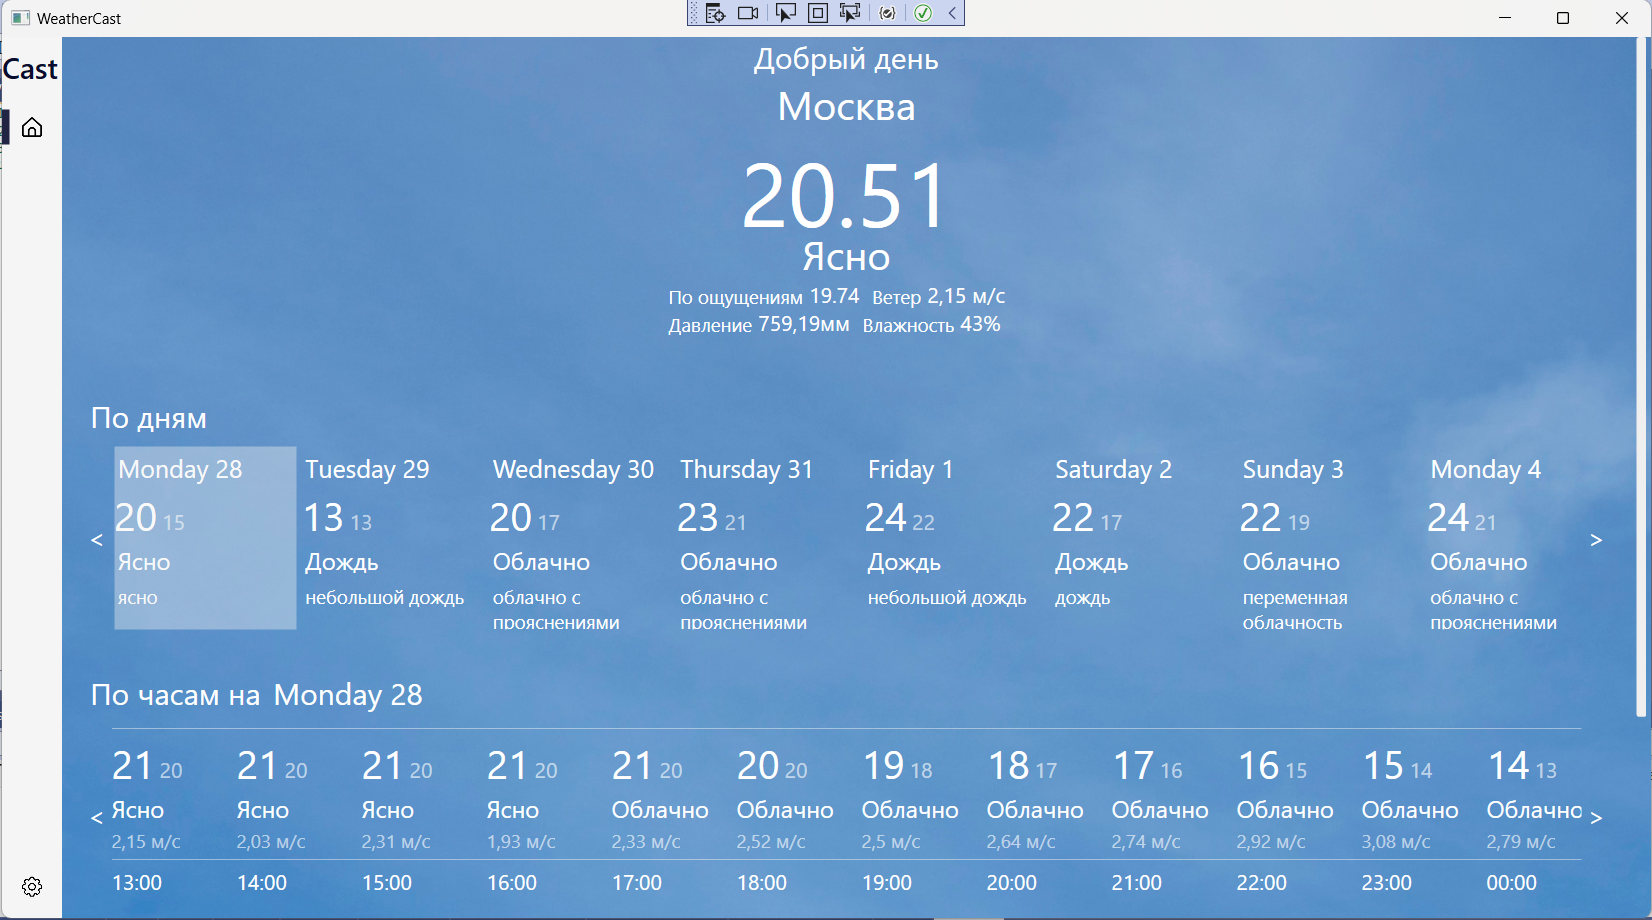 WeatherCast
Cast
Добрый день
Москва
20.51
Ясно
По ощущениям 19.74 Ветер 2,15 м/с
Давление 759,19мм Влажность 43%
По дням
Monday 28 Tuesday 29 Wednesday 30 Thursday 31 Friday 1 Saturday 2 Sunday 3 Monday 4
20 15 13 13 20 17 23 21 24 22 22 17 22 19 24 21
< >
Ясно Дождь Облачно Облачно Дождь Дождь Облачно Облачно
ясно небольшой дождь облачно с облачно с небольшой дождь дождь переменная облачно с
прояснениями прояснениями облачность прояснениями
По часам на Monday 28
21 20 21 20 21 20 21 20 21 20 20 20 19 18 18 17 17 16 16 15 15 14 14 13
< Ясно Ясно Ясно Ясно Облачно Облачно Облачно Облачно Облачно Облачно Облачно Облачно >
2,15 м/с 2,03 м/с 2,31 м/с 1,93 м/с 2,33 м/с 2,52 м/с 2,5 м/с 2,64 м/с 2,74 м/с 2,92 м/с 3,08 м/с 2,79 м/с
13:00 14:00 15:00 16:00 17:00 18:00 19:00 20:00 21:00 22:00 23:00 00:00